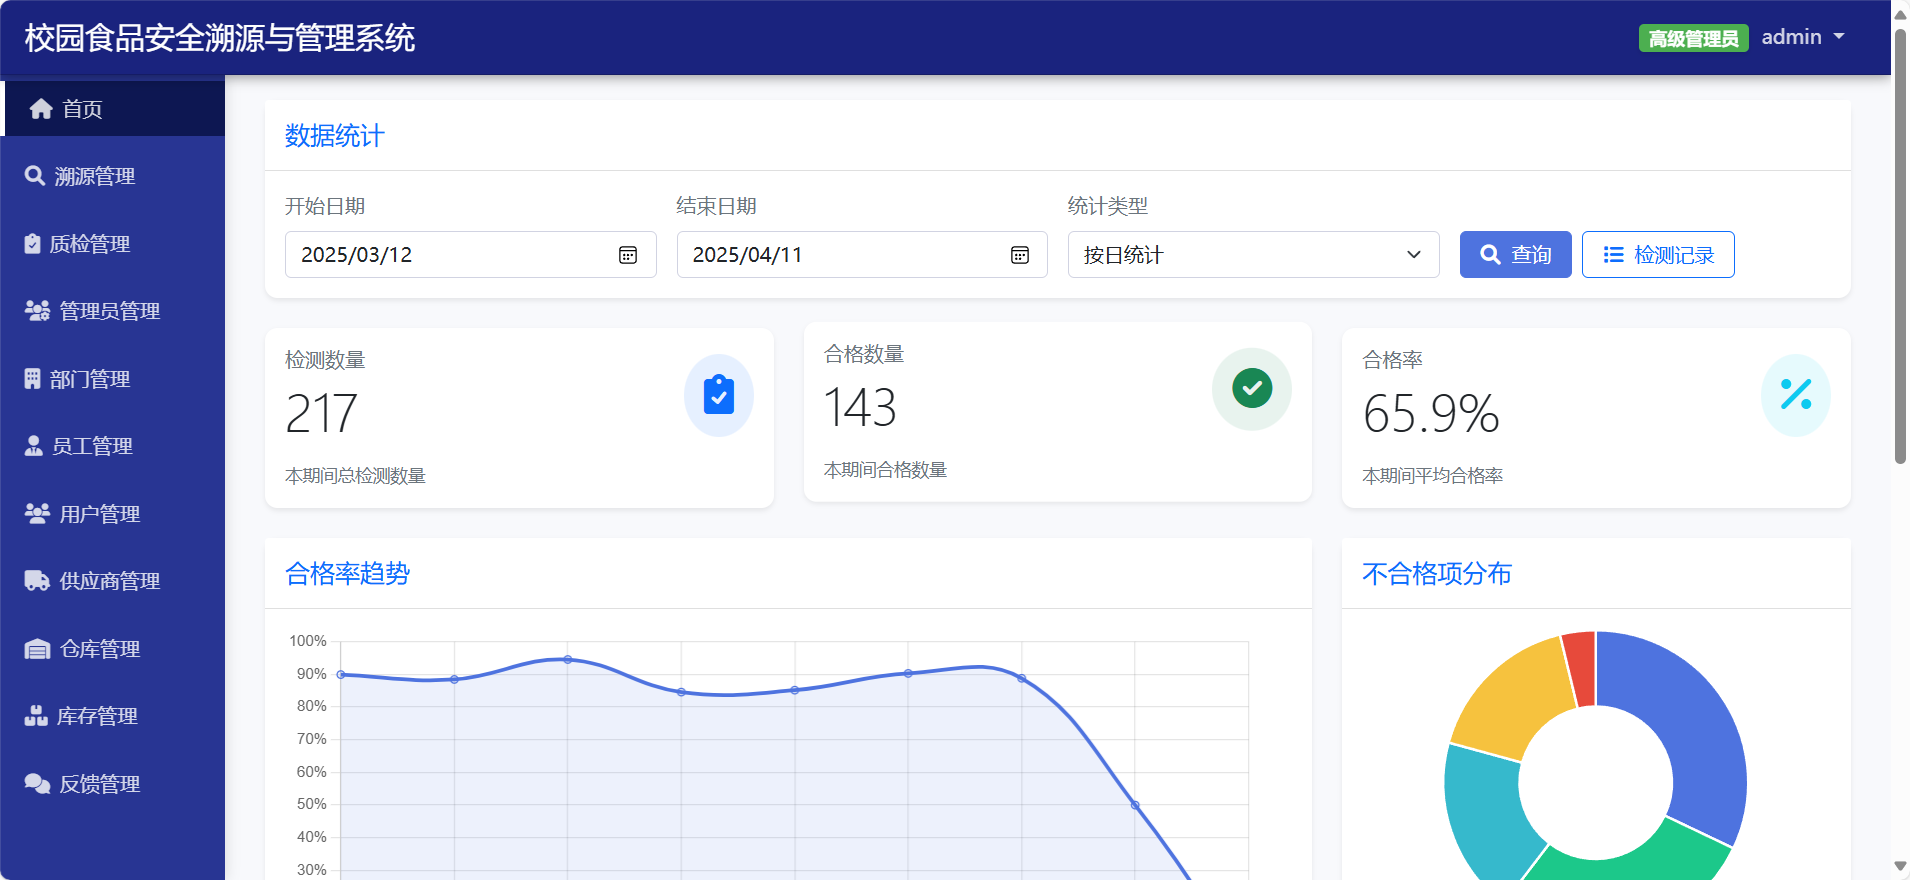 校园食品安全溯源与管理系统
高级管理员 admin
首页
溯源管理
质检管理
管理员管理
部门管理
员工管理
用户管理
供应商管理
仓库管理
库存管理
反馈管理
数据统计
开始日期 结束日期 统计类型
2025/03/12 2025/04/11 按日统计 查询 检测记录
检测数量
217
本期间总检测数量
合格数量
143
本期间合格数量
合格率
65.9%
本期间平均合格率
合格率趋势
100%
90%
80%
70%
60%
50%
40%
30%
不合格项分布